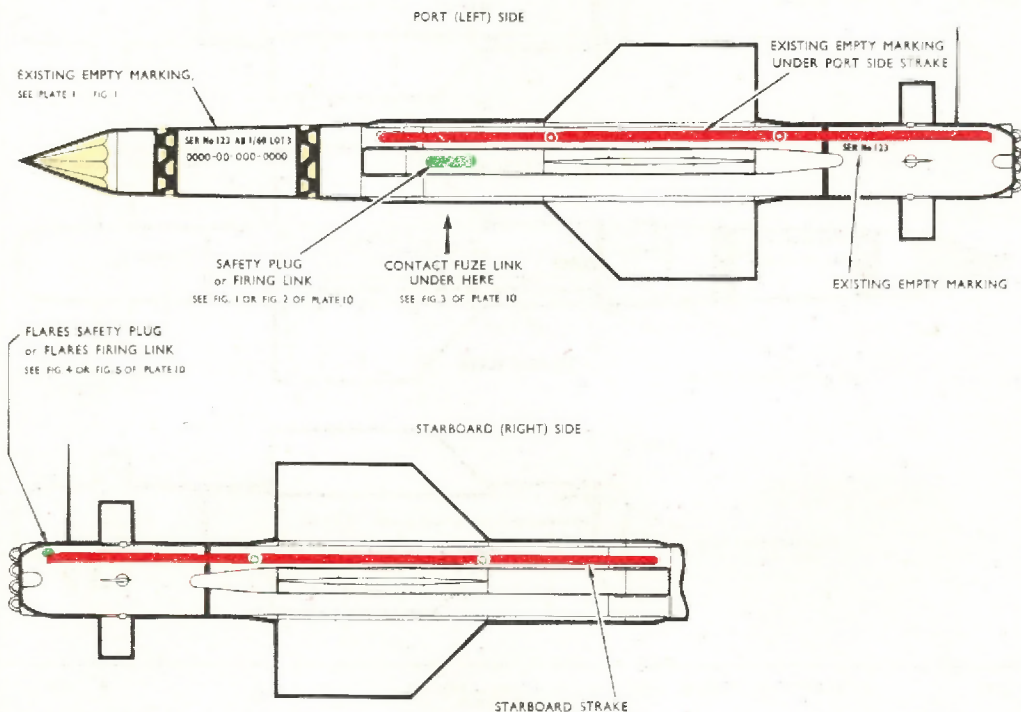 PORT (LEFT) SIDE
EXISTING EMPTY MARKING,
SEE PLATE 1 FIG 1
EXISTING EMPTY MARKING
UNDER PORT SIDE STRAKE
SER No 123 AB 1/60 LOT 3
0000-00-000-0000
SER No 123
SAFETY PLUG
or FIRING LINK
SEE FIG. 1 OR FIG 2 OF PLATE 10
CONTACT FUZE LINK
UNDER HERE
SEE FIG. 3 OF PLATE 10
EXISTING EMPTY MARKING
FLARES SAFETY PLUG
or FLARES FIRING LINK
SEE FIG 4 OR FIG 5 OF PLATE 10
STARBOARD (RIGHT) SIDE
STARBOARD STRAKE